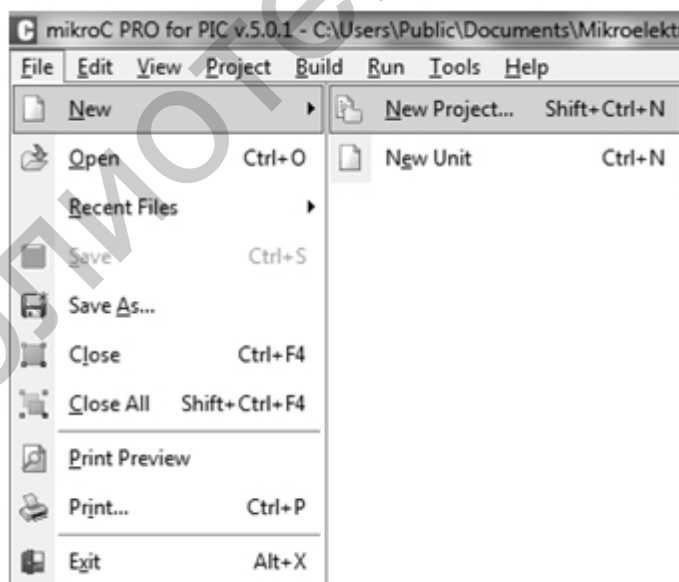 mikroC PRO for PIC v.5.0.1 - C:\Users\Public\Documents\Mikroelekt
File Edit View Project Build Run Tools Help
New New Project... Shift+Ctrl+N
Open Ctrl+O New Unit Ctrl+N
Recent Files
Save Ctrl+S
Save As...
Close Ctrl+F4
Close All Shift+Ctrl+F4
Print Preview
Print... Ctrl+P
Exit Alt+X